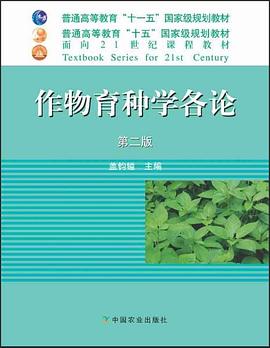 普通高等教育“十一五”国家级规划教材
普通高等教育“十五”国家级规划教材
面向21世纪课程教材
Textbook Series for 21st Century
作物育种学各论
第二版
盖钧镒 主编
中国农业出版社